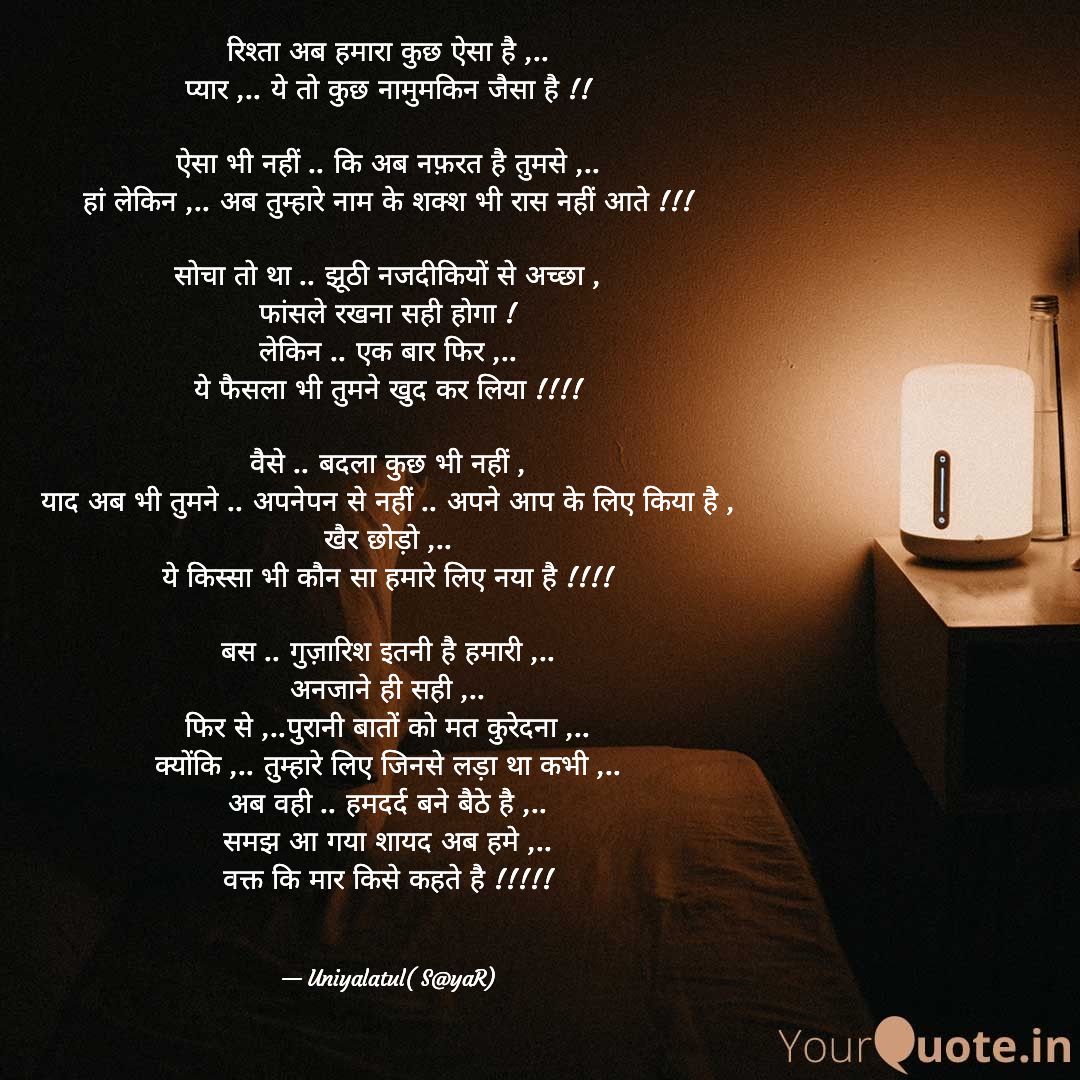 रिश्ता अब हमारा कुछ ऐसा है ,..
प्यार ,.. ये तो कुछ नामुमकिन जैसा है !!
ऐसा भी नहीं .. कि अब नफ़रत है तुमसे ,..
हां लेकिन ,.. अब तुम्हारे नाम के शक्श भी रास नहीं आते !!!
सोचा तो था .. झूठी नजदीकियों से अच्छा ,
फांसले रखना सही होगा !
लेकिन .. एक बार फिर ,..
ये फैसला भी तुमने खुद कर लिया !!!!
वैसे .. बदला कुछ भी नहीं ,
याद अब भी तुमने .. अपनेपन से नहीं .. अपने आप के लिए किया है ,
खैर छोड़ो ,..
ये किस्सा भी कौन सा हमारे लिए नया है !!!!
बस .. गुज़ारिश इतनी है हमारी ,..
अनजाने ही सही ,..
फिर से ,..पुरानी बातों को मत कुरेदना ,..
क्योंकि ,.. तुम्हारे लिए जिनसे लड़ा था कभी ,..
अब वही .. हमदर्द बने बैठे है ,..
समझ आ गया शायद अब हमे ,..
वक्त कि मार किसे कहते है !!!!!
— Uniyalatul( S@yaR)
YourQuote.in